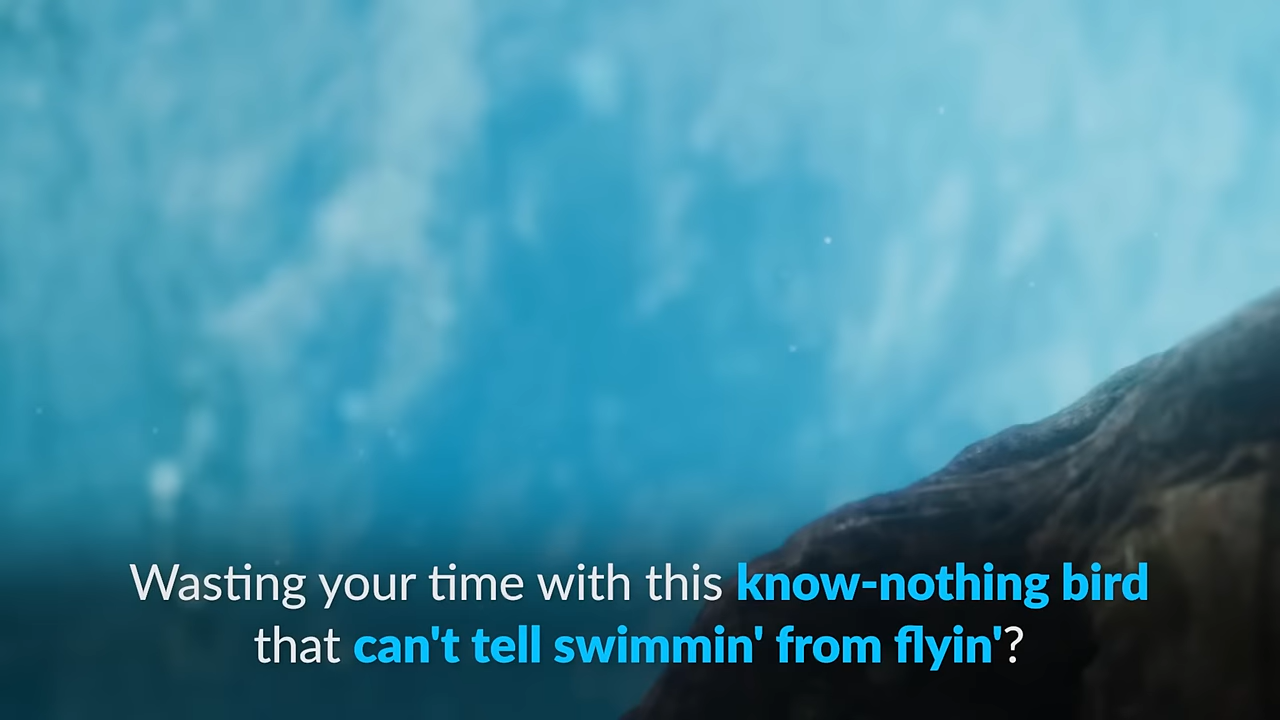 Wasting your time with this know-nothing bird
that can't tell swimmin' from flyin'?